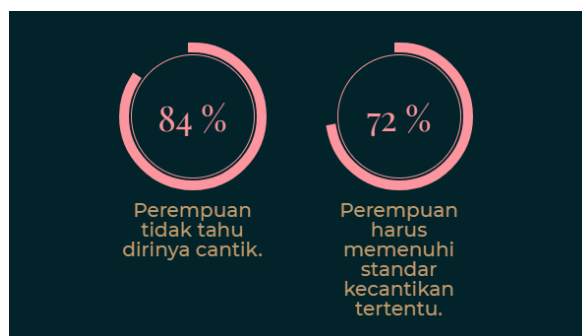 84 %
Perempuan
tidak tahu
dirinya cantik.
72 %
Perempuan
harus
memenuhi
standar
kecantikan
tertentu.